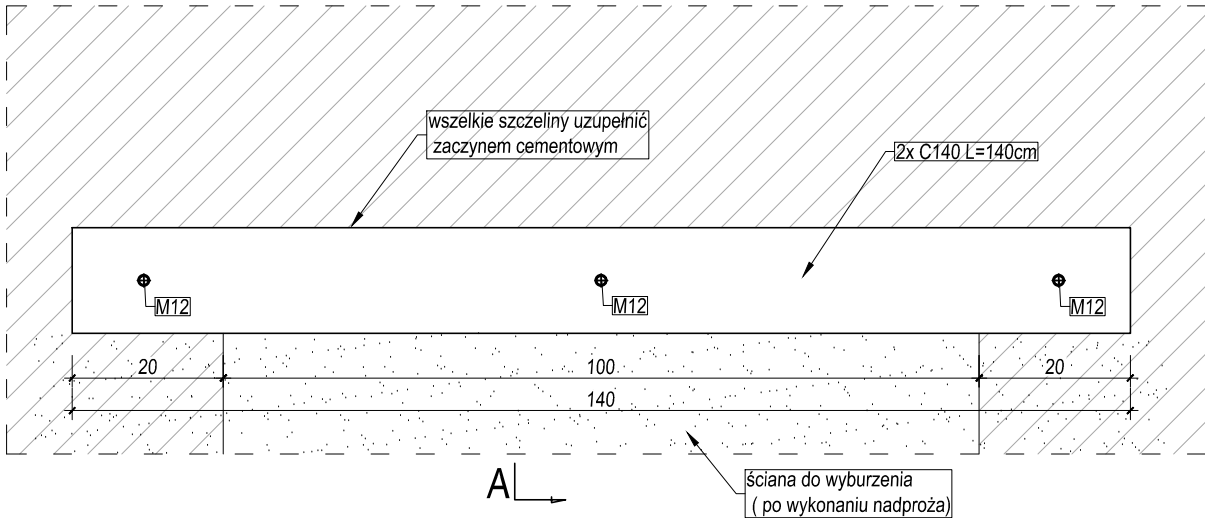 wszelkie szczeliny uzupełnić
zaczynem cementowym
2x C140 L=140cm
M12
M12
M12
20
100
20
140
A
ściana do wyburzenia
( po wykonaniu nadproża)